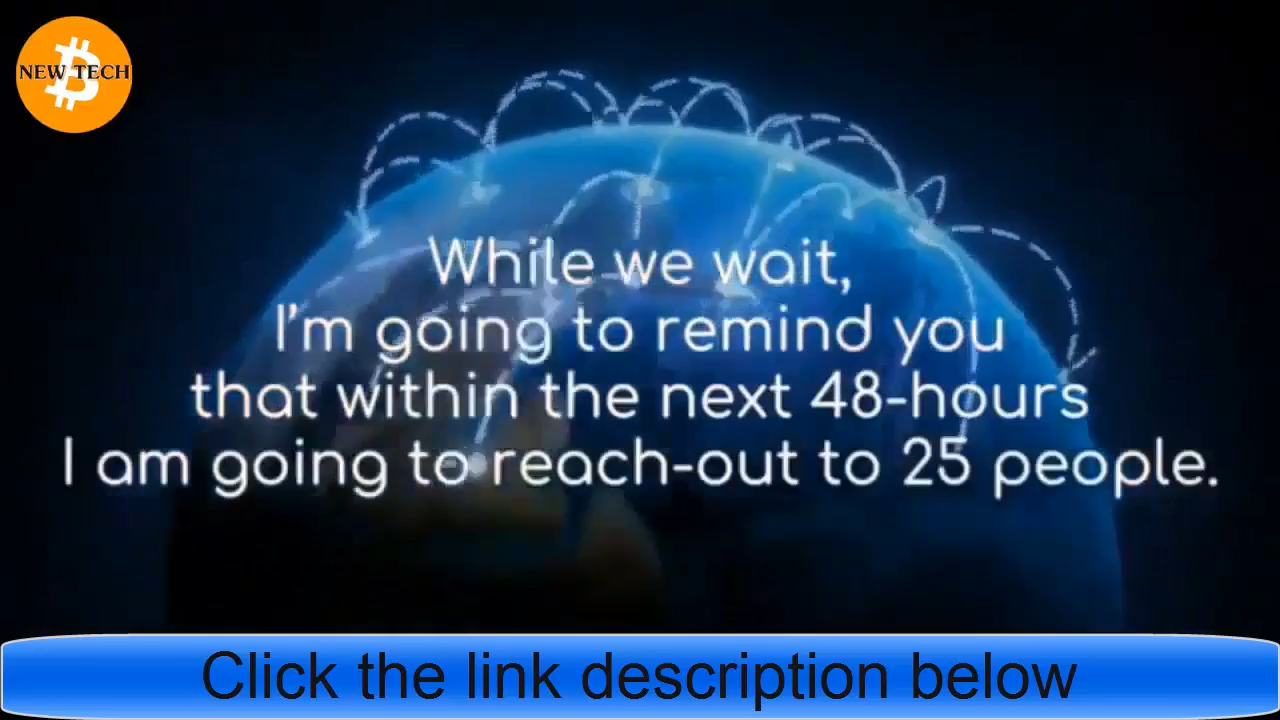 NEW TECH
While we wait,
I'm going to remind you
that within the next 48-hours
I am going to reach-out to 25 people.
Click the link description below